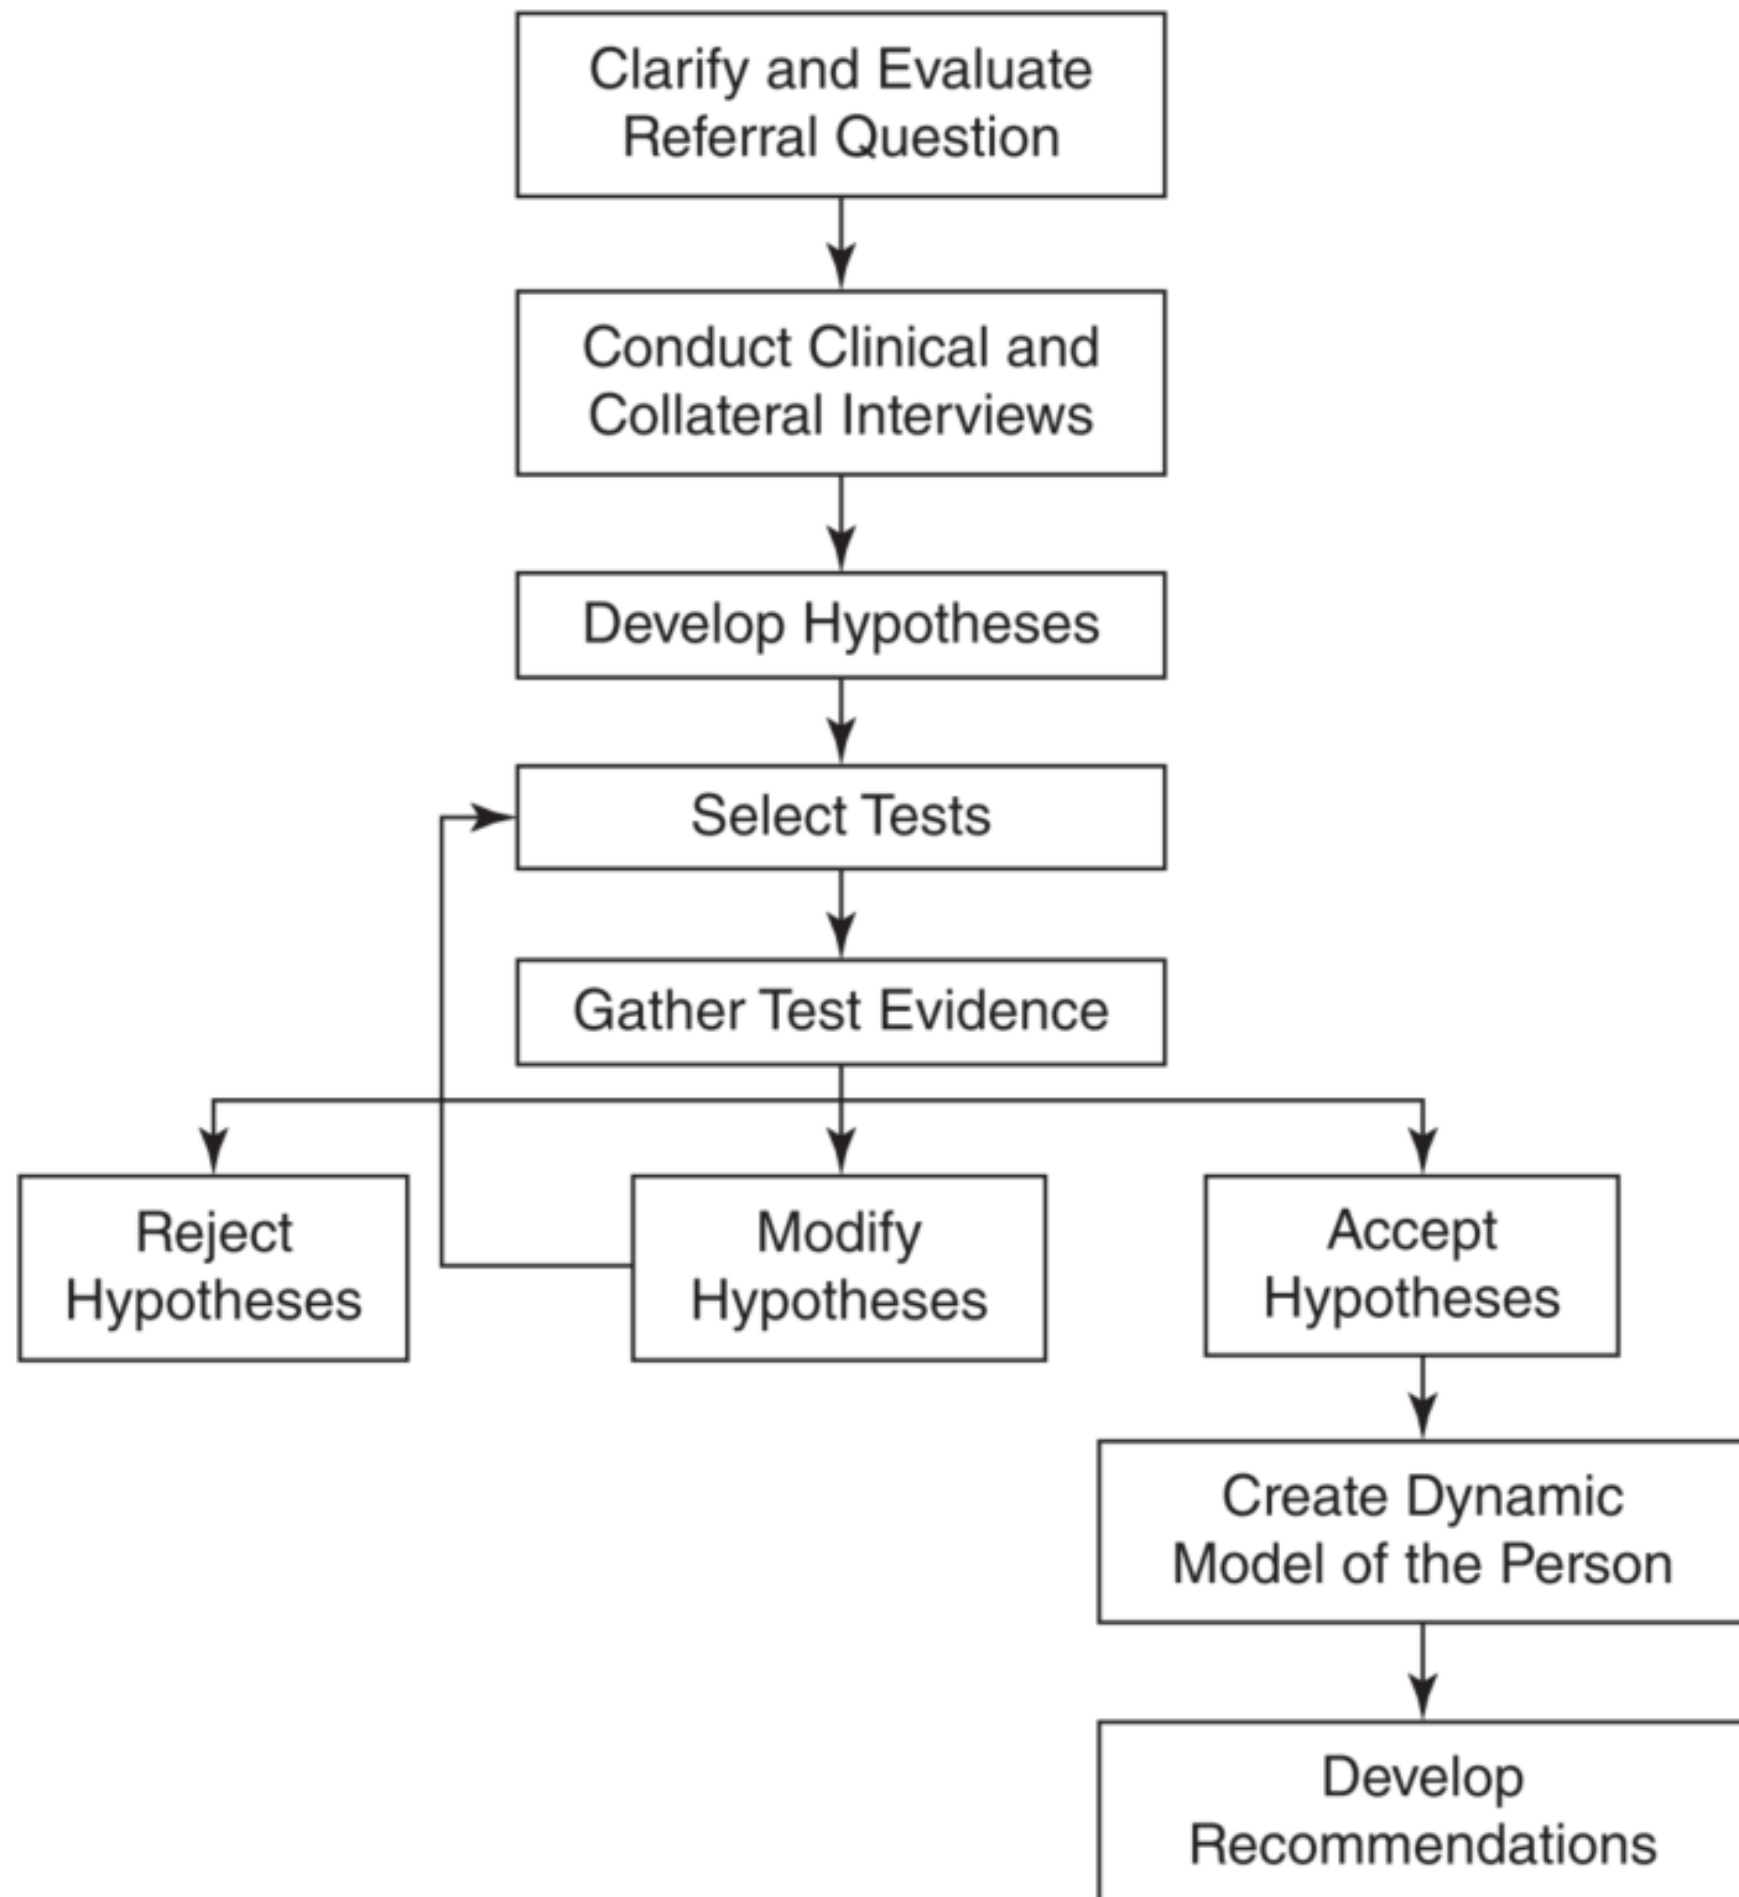 Clarify and Evaluate
Referral Question
Conduct Clinical and
Collateral Interviews
Develop Hypotheses
Select Tests
Gather Test Evidence
Reject
Hypotheses
Modify
Hypotheses
Accept
Hypotheses
Create Dynamic
Model of the Person
Develop
Recommendations